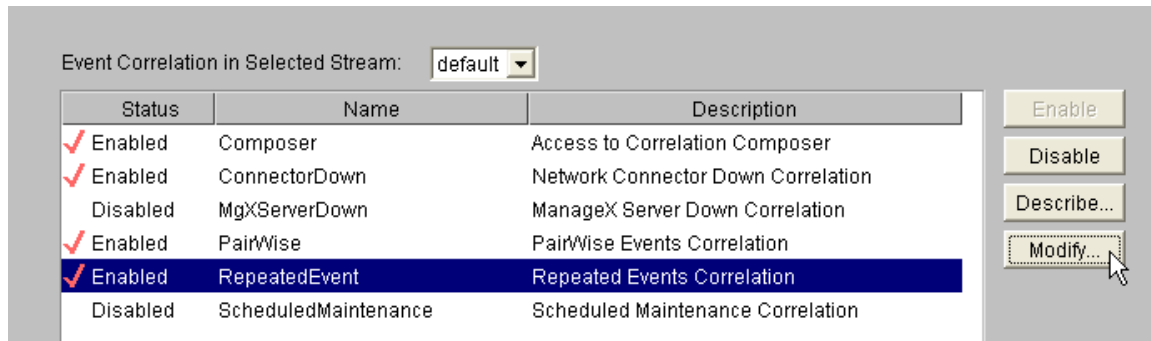 Event Correlation in Selected Stream: default
Status Name Description Enable
Enabled Composer Access to Correlation Composer
Disable
Enabled ConnectorDown Network Connector Down Correlation
Disabled MgXServerDown ManageX Server Down Correlation Describe...
Enabled PairWise PairWise Events Correlation Modify...
Enabled RepeatedEvent Repeated Events Correlation
Disabled ScheduledMaintenance Scheduled Maintenance Correlation